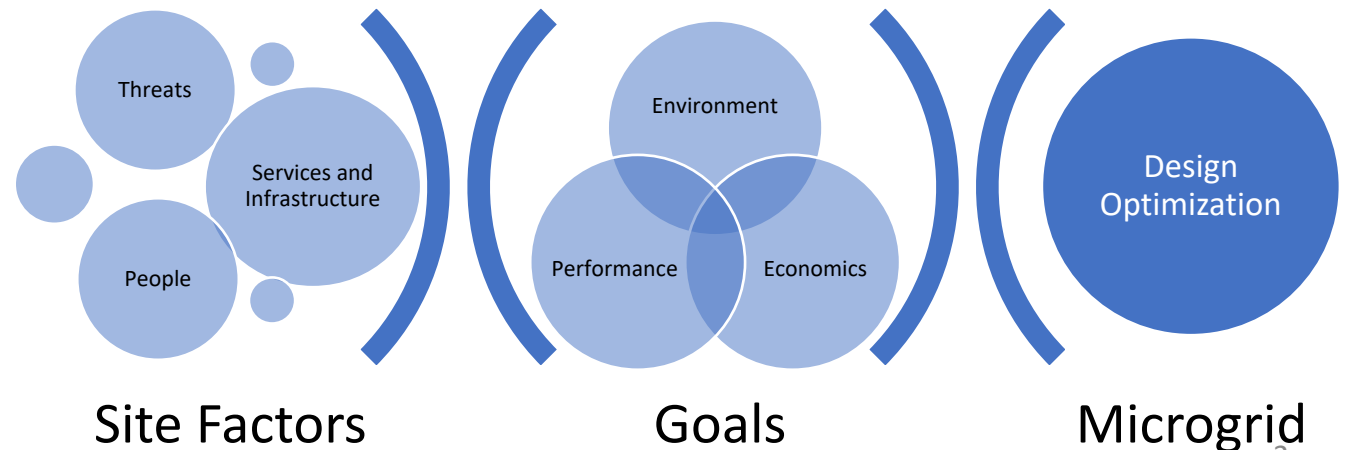 Threats
Services and
Infrastructure
People
Environment
Performance
Economics
Design
Optimization
Site Factors
Goals
Microgrid